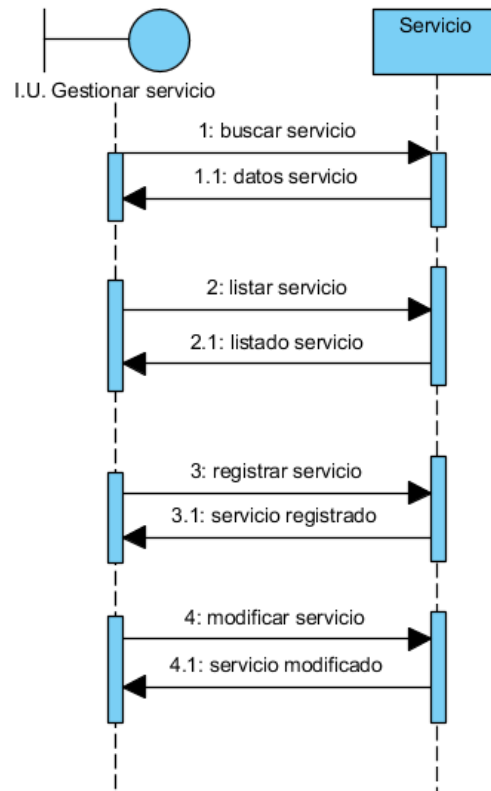 Servicio
I.U. Gestionar servicio
1: buscar servicio
1.1: datos servicio
2: listar servicio
2.1: listado servicio
3: registrar servicio
3.1: servicio registrado
4: modificar servicio
4.1: servicio modificado